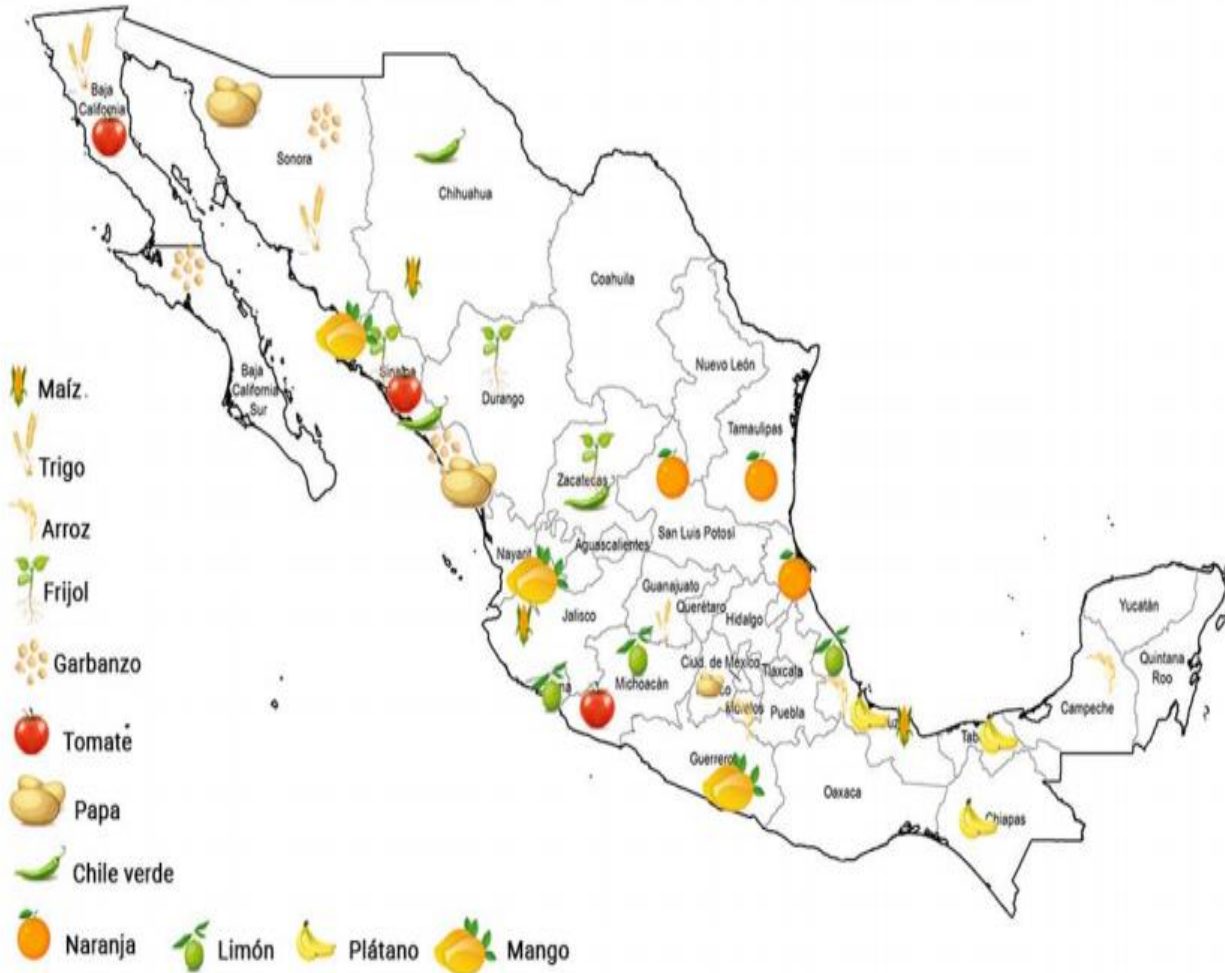 Baja
California
Sonora
Chihuahua
Coahuila
Nuevo León
Baja
California
Sur
Durango
Tamaulipas
Zacatecas
San Luis Potosí
Aguascalientes
Nayarit
Guanajuato
Querétaro
Hidalgo
Jalisco
Yucatán
Quintana
Roo
Campeche
Ciud. de México
Tlaxcala
Michoacán
Puebla
Guerrero
Oaxaca
Chiapas
Maíz.
Trigo
Arroz
Frijol
Garbanzo
Tomate
Papa
Chile verde
Naranja
Limón
Plátano
Mango